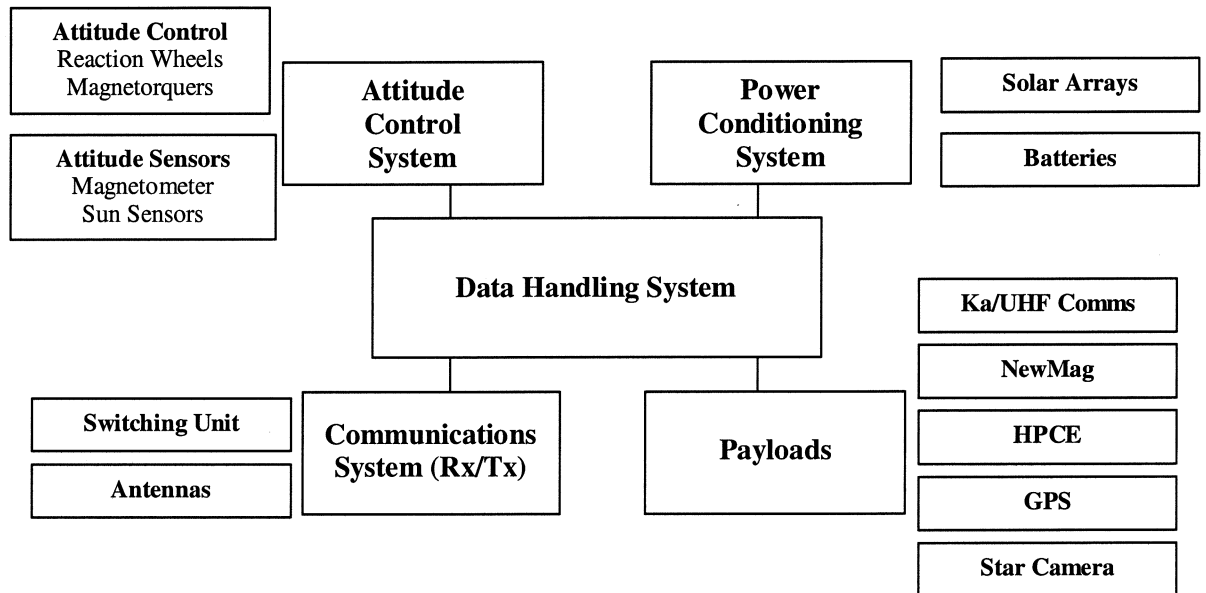 Attitude Control
Reaction Wheels
Magnetorquers
Attitude Sensors
Magnetometer
Sun Sensors
Attitude
Control
System
Power
Conditioning
System
Solar Arrays
Batteries
Data Handling System
Switching Unit
Antennas
Communications
System (Rx/Tx)
Payloads
Ka/UHF Comms
NewMag
HPCE
GPS
Star Camera